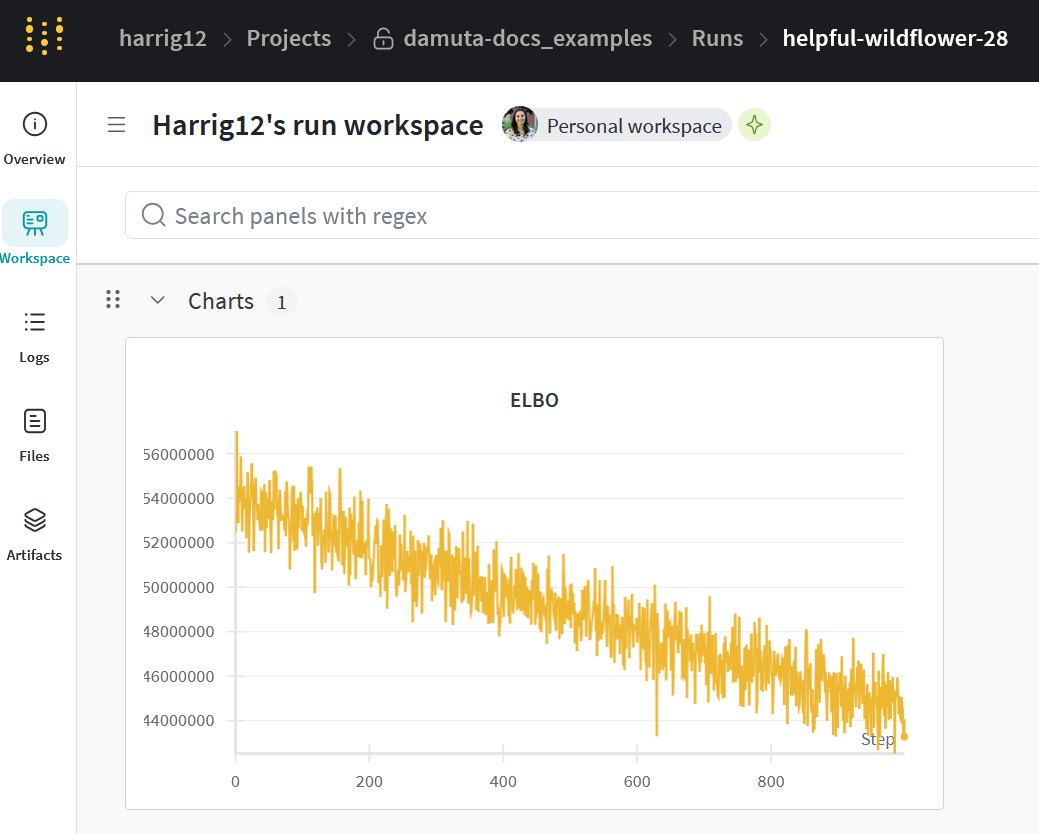 harrig12 > Projects > damuta-docs_examples > Runs > helpful-wildflower-28
Overview
Workspace
Logs
Files
Artifacts
Harrig12's run workspace
Personal workspace
Search panels with regex
Charts 1
ELBO
56000000
54000000
52000000
50000000
48000000
46000000
44000000
Step
0 200 400 600 800